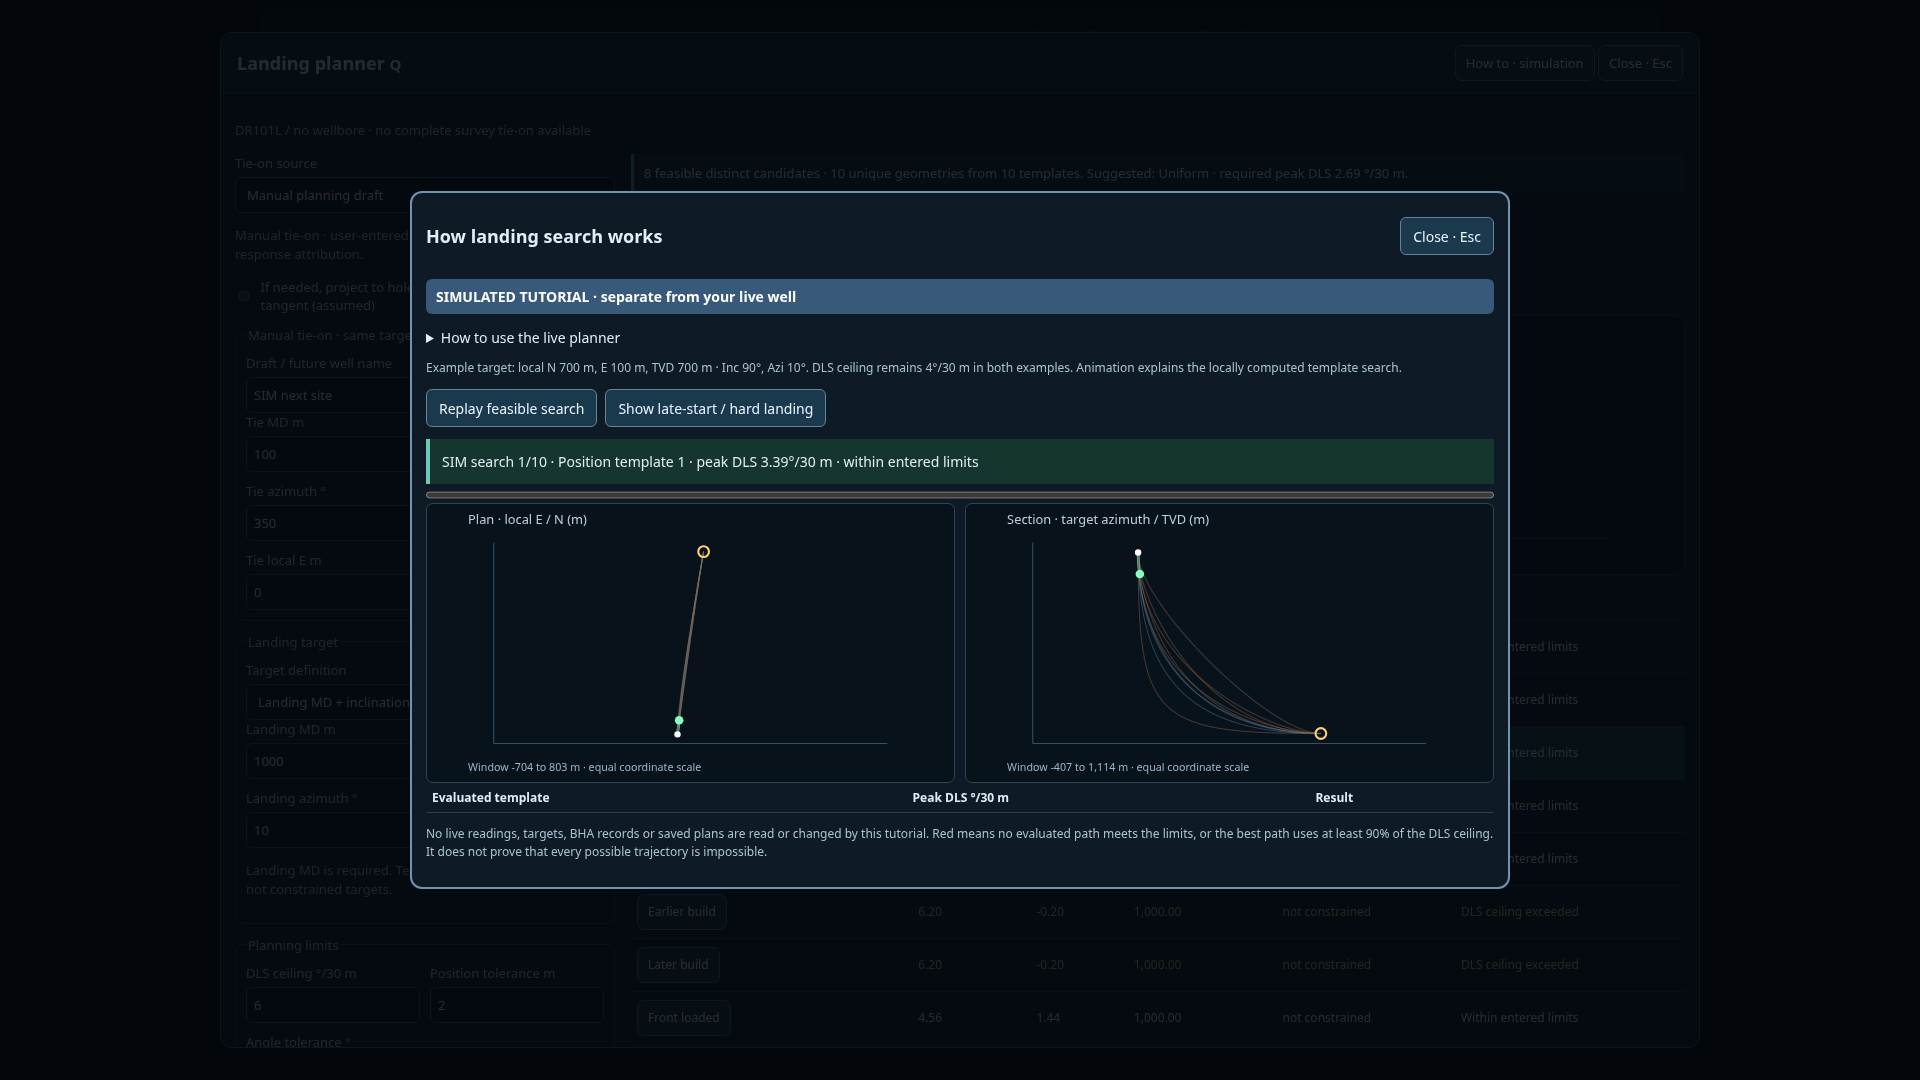 Landing planner Q
How to · simulation
Close · Esc
DR101L / no wellbore · no complete survey tie-on available
Tie-on source
Manual planning draft
Manual tie-on · user-entered
response attribution.
If needed, project to hole
tangent (assumed)
Manual tie-on · same targe
Draft / future well name
SIM next site
Tie MD m
100
Tie azimuth °
350
Tie local E m
0
Landing target
Target definition
Landing MD + inclination
Landing MD m
1000
Landing azimuth °
10
Landing MD is required. Te
not constrained targets.
Planning limits
DLS ceiling °/30 m
Position tolerance m
6
2
Angle tolerance °
8 feasible distinct candidates · 10 unique geometries from 10 templates. Suggested: Uniform · required peak DLS 2.69 °/30 m.
How landing search works
Close · Esc
SIMULATED TUTORIAL · separate from your live well
How to use the live planner
Example target: local N 700 m, E 100 m, TVD 700 m · Inc 90°, Azi 10°. DLS ceiling remains 4°/30 m in both examples. Animation explains the locally computed template search.
Replay feasible search
Show late-start / hard landing
SIM search 1/10 · Position template 1 · peak DLS 3.39°/30 m · within entered limits
Plan · local E / N (m)
Window -704 to 803 m · equal coordinate scale
Section · target azimuth / TVD (m)
Window -407 to 1,114 m · equal coordinate scale
Evaluated template
Peak DLS °/30 m
Result
No live readings, targets, BHA records or saved plans are read or changed by this tutorial. Red means no evaluated path meets the limits, or the best path uses at least 90% of the DLS ceiling.
It does not prove that every possible trajectory is impossible.
ntered limits
ntered limits
ntered limits
ntered limits
ntered limits
Earlier build 6.20 -0.20 1,000.00 not constrained DLS ceiling exceeded
Later build 6.20 -0.20 1,000.00 not constrained DLS ceiling exceeded
Front loaded 4.56 1.44 1,000.00 not constrained Within entered limits